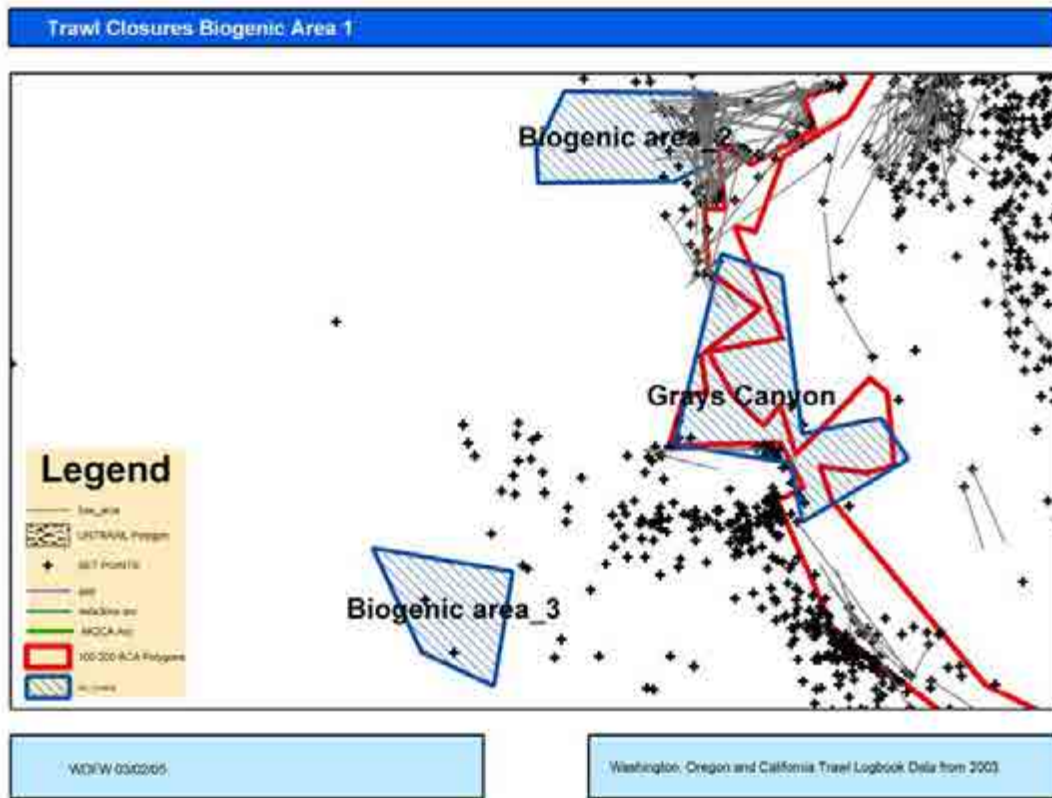 Trawl Closures Biogenic Area 1
Biogenic area_2
Grays Canyon
Biogenic area_3
Legend
Polygon
SET POINTS
100-200 RCA Polygons
WDFW 03/02/05
Washington, Oregon and California Trawl Logbook Data from 2003